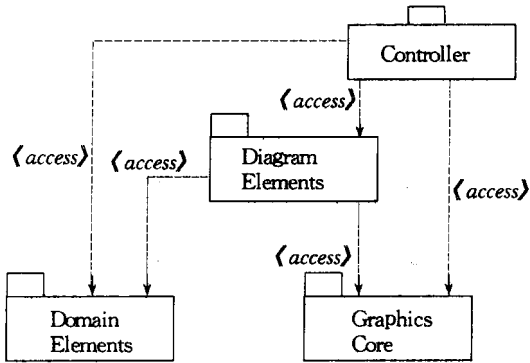 Controller
《access》
Diagram
Elements
《access》
《access》
《access》
《access》
Domain
Elements
Graphics
Core